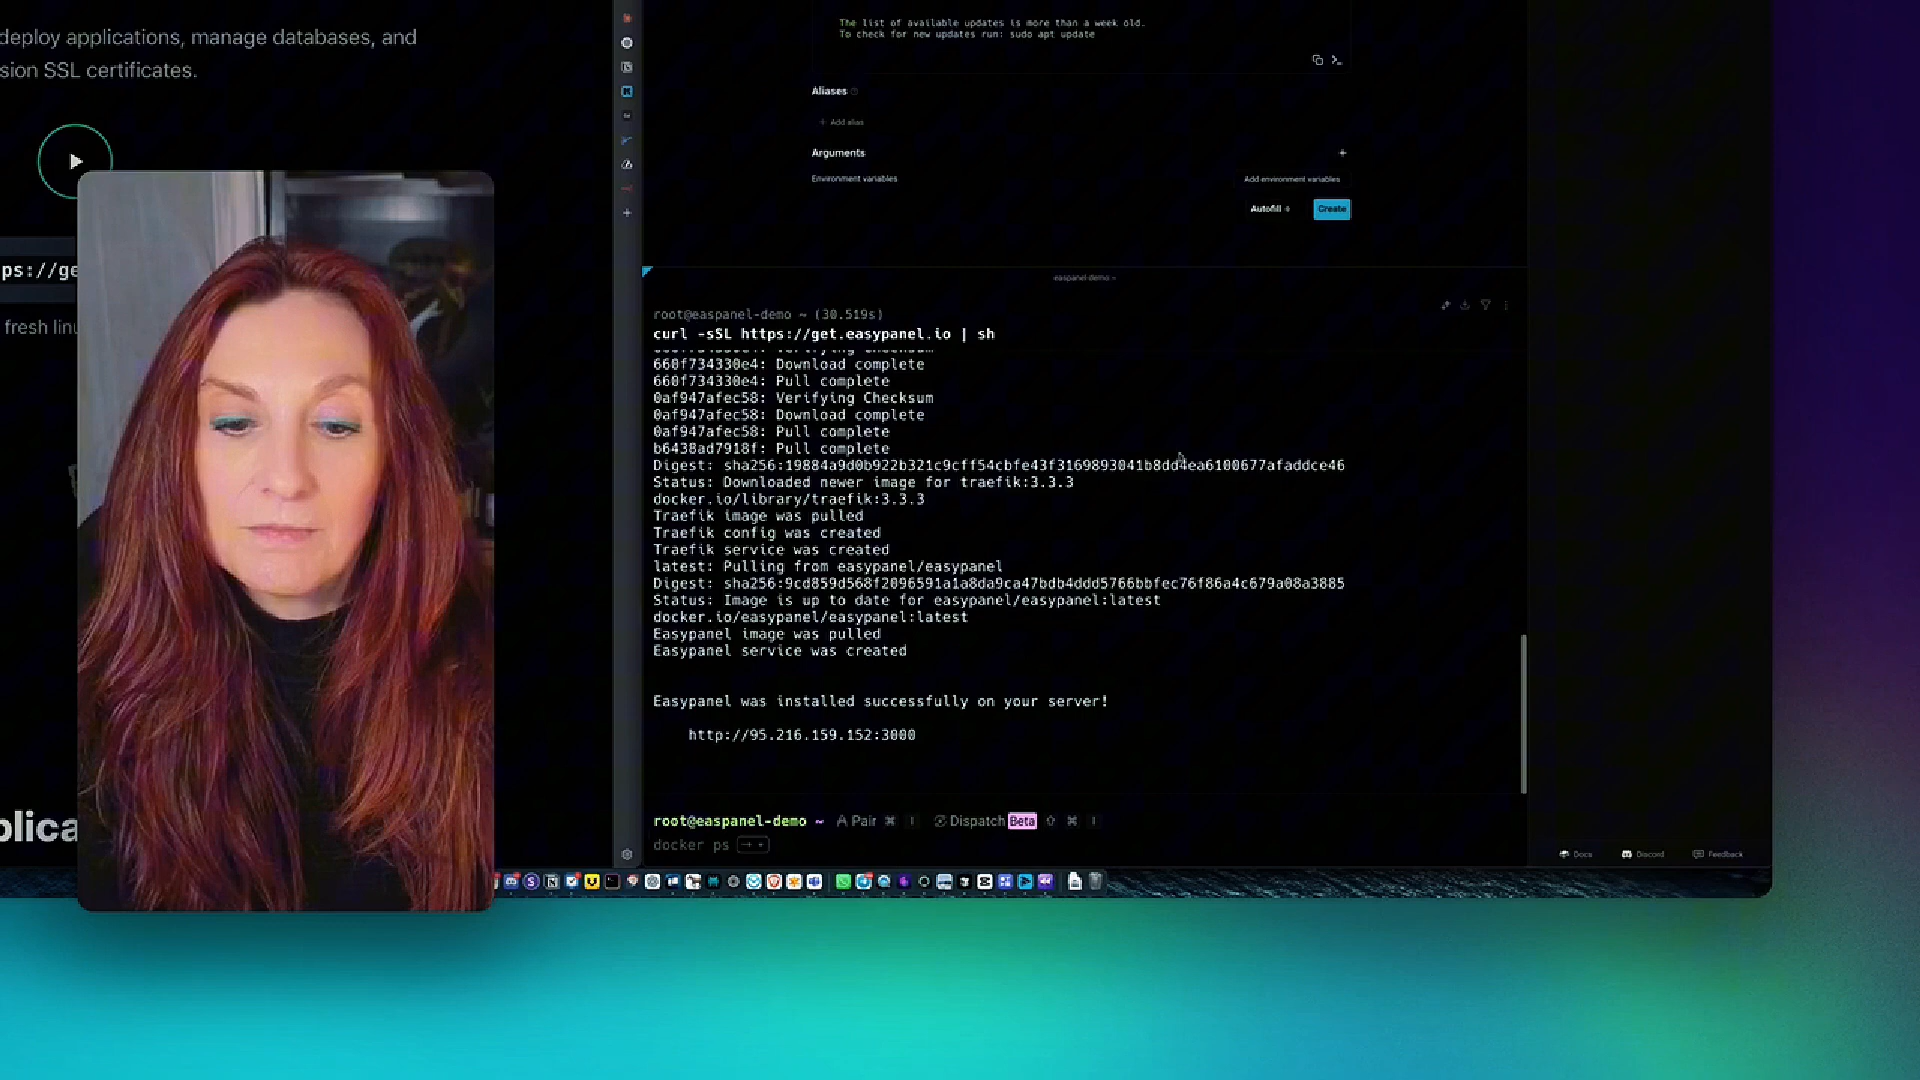 deploy applications, manage databases, and
sion SSL certificates.
ps://ge
fresh linu
plica
The list of available updates is more than a week old.
To check for new updates run: sudo apt update
Aliases
+ Add alias
Arguments
+
Environment variables
Add environment variables
Autofill
Create
easpanel-demo ~
root@easpanel-demo ~ (30.519s)
curl -sSL https://get.easypanel.io | sh
660f734330e4: Verifying Checksum
660f734330e4: Download complete
660f734330e4: Pull complete
0af947afec58: Verifying Checksum
0af947afec58: Download complete
0af947afec58: Pull complete
b6438ad7918f: Pull complete
Digest: sha256:19884a9d0b922b321c9cff54cbfe43f3169893041b8dd4ea6100677afaddce46
Status: Downloaded newer image for traefik:3.3.3
docker.io/library/traefik:3.3.3
Traefik image was pulled
Traefik config was created
Traefik service was created
latest: Pulling from easypanel/easypanel
Digest: sha256:9cd859d568f2096591a1a8da9ca47bdb4ddd5766bbfec76f86a4c679a08a3885
Status: Image is up to date for easypanel/easypanel:latest
docker.io/easypanel/easypanel:latest
Easypanel image was pulled
Easypanel service was created
Easypanel was installed successfully on your server!
http://95.216.159.152:3000
root@easpanel-demo ~ Pair ⌘ I Dispatch Beta ⇧ ⌘ I
docker ps
Docs Discord Feedback